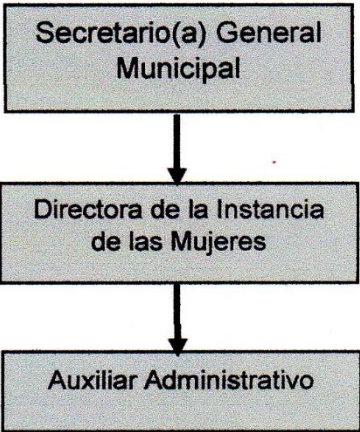 Secretario(a) General
Municipal
Directora de la Instancia
de las Mujeres
Auxiliar Administrativo